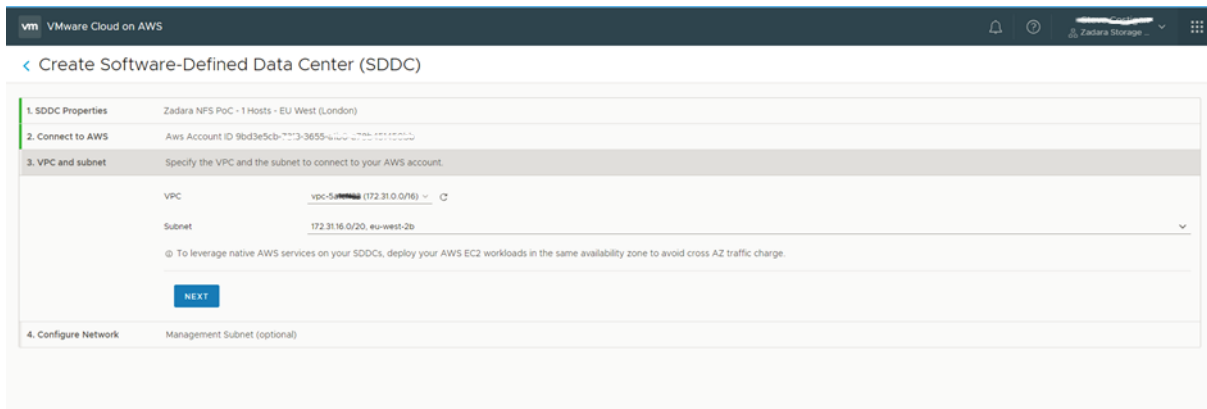 vm VMware Cloud on AWS
Zadara Storage ...
Create Software-Defined Data Center (SDDC)
1. SDDC Properties Zadara NFS PoC - 1 Hosts - EU West (London)
2. Connect to AWS Aws Account ID 9bd3e5cb-
3. VPC and subnet Specify the VPC and the subnet to connect to your AWS account.
VPC (172.31.0.0/16)
Subnet 172.31.16.0/20, eu-west-2b
To leverage native AWS services on your SDDCs, deploy your AWS EC2 workloads in the same availability zone to avoid cross AZ traffic charge.
NEXT
4. Configure Network Management Subnet (optional)